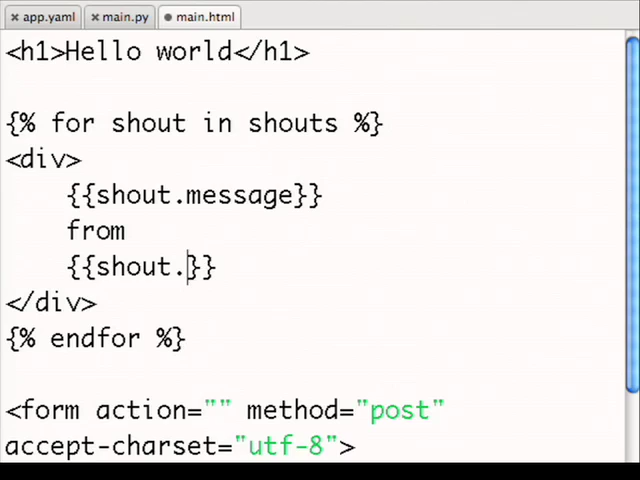 app.yaml main.py main.html
<h1>Hello world</h1>
{% for shout in shouts %}
<div>
{{shout.message}}
from
{{shout.}}
</div>
{% endfor %}
<form action="" method="post"
accept-charset="utf-8">